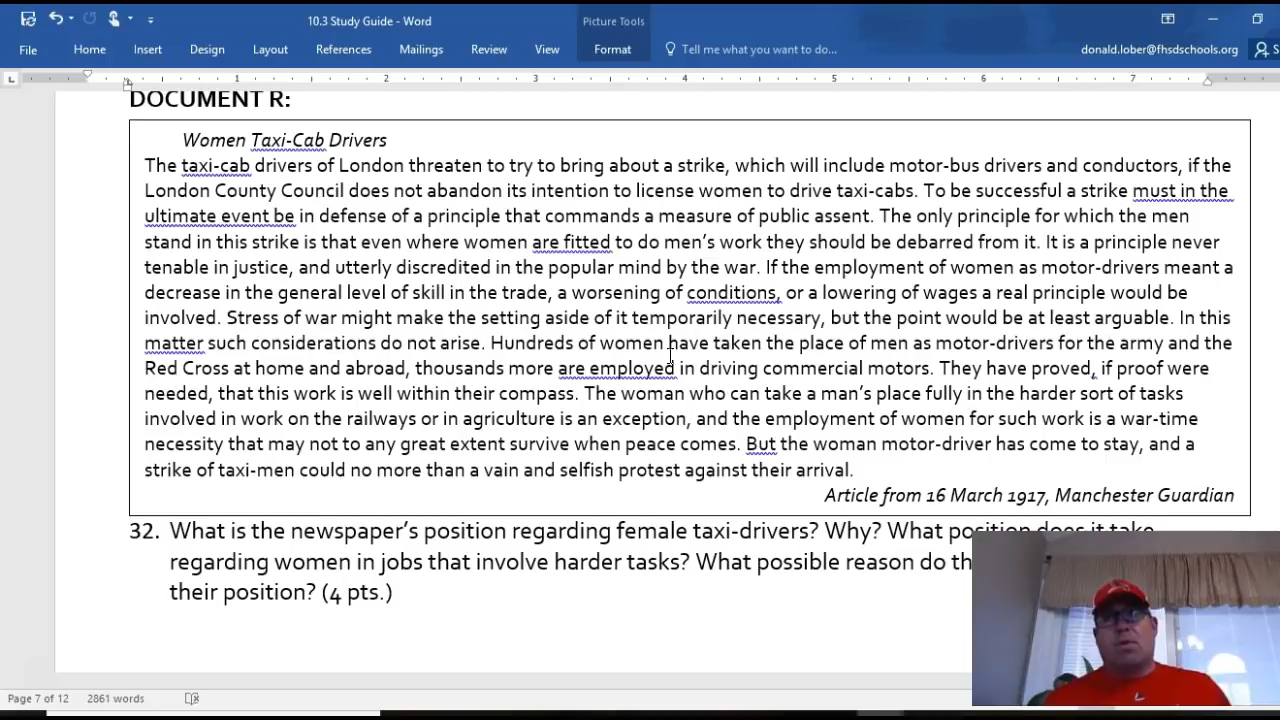 10.3 Study Guide - Word
Picture Tools
File Home Insert Design Layout References Mailings Review View Format Tell me what you want to do... donald.lober@fhsdschools.org
1 2 3 4 5 6 7
DOCUMENT R:
Women Taxi-Cab Drivers
The taxi-cab drivers of London threaten to try to bring about a strike, which will include motor-bus drivers and conductors, if the
London County Council does not abandon its intention to license women to drive taxi-cabs. To be successful a strike must in the
ultimate event be in defense of a principle that commands a measure of public assent. The only principle for which the men
stand in this strike is that even where women are fitted to do men's work they should be debarred from it. It is a principle never
tenable in justice, and utterly discredited in the popular mind by the war. If the employment of women as motor-drivers meant a
decrease in the general level of skill in the trade, a worsening of conditions, or a lowering of wages a real principle would be
involved. Stress of war might make the setting aside of it temporarily necessary, but the point would be at least arguable. In this
matter such considerations do not arise. Hundreds of women have taken the place of men as motor-drivers for the army and the
Red Cross at home and abroad, thousands more are employed in driving commercial motors. They have proved, if proof were
needed, that this work is well within their compass. The woman who can take a man's place fully in the harder sort of tasks
involved in work on the railways or in agriculture is an exception, and the employment of women for such work is a war-time
necessity that may not to any great extent survive when peace comes. But the woman motor-driver has come to stay, and a
strike of taxi-men could no more than a vain and selfish protest against their arrival.
Article from 16 March 1917, Manchester Guardian
32. What is the newspaper's position regarding female taxi-drivers? Why? What position does it take
regarding women in jobs that involve harder tasks? What possible reason do
their position? (4 pts.)
Page 7 of 12 2861 words